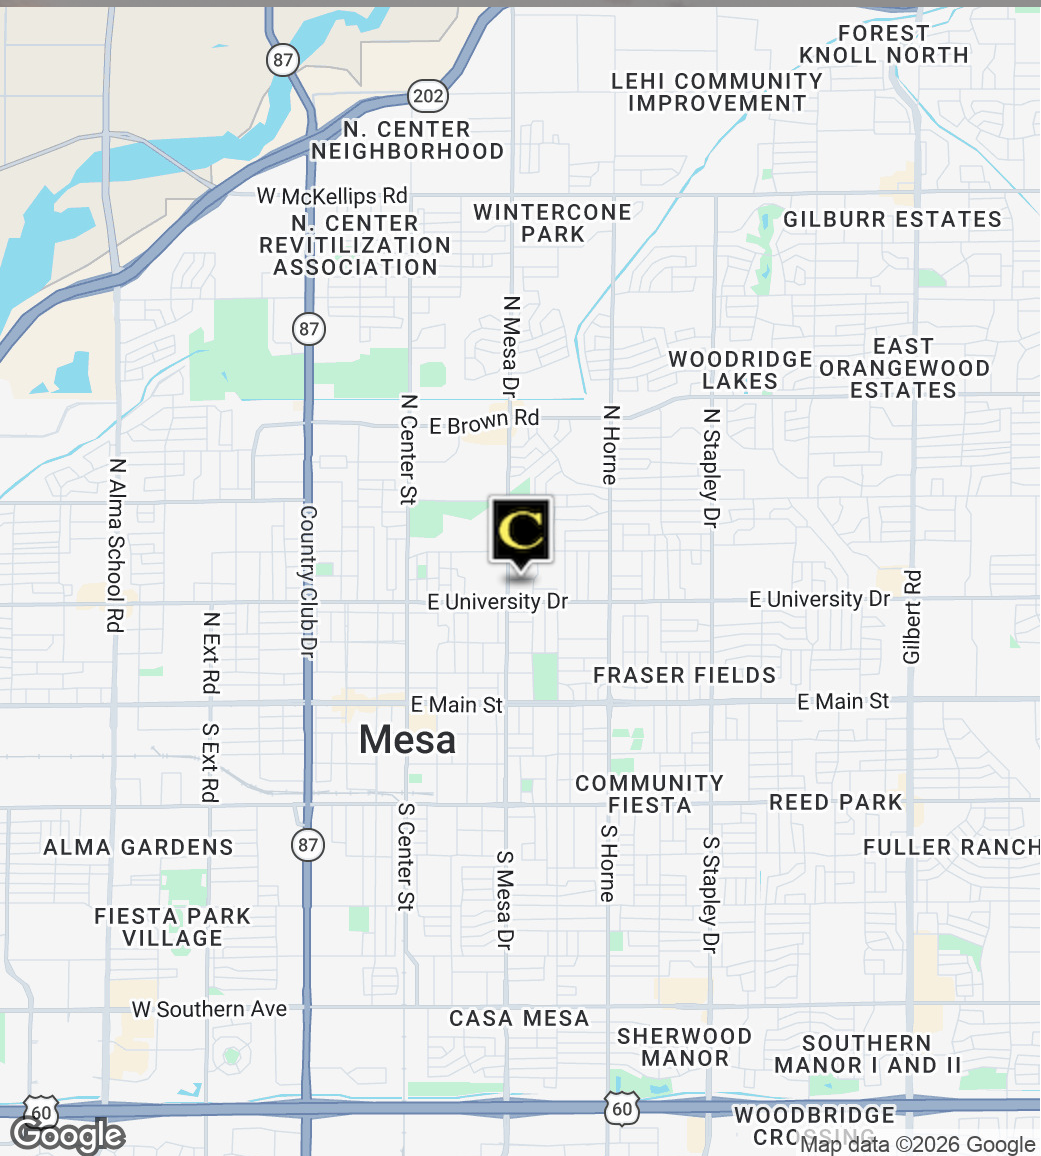 FOREST
KNOLL NORTH
87
LEHI COMMUNITY
IMPROVEMENT
202
N. CENTER
NEIGHBORHOOD
W McKellips Rd
WINTERCONE
PARK
GILBURR ESTATES
N. CENTER
REVITILIZATION
ASSOCIATION
87
N Mesa Dr
WOODRIDGE
LAKES
EAST
ORANGEWOOD
ESTATES
N Center St
E Brown Rd
N Horne
N Stapley Dr
N Alma School Rd
Country Club Dr
C
E University Dr
E University Dr
Gilbert Rd
N Ext Rd
FRASER FIELDS
E Main St
E Main St
S Ext Rd
Mesa
COMMUNITY
FIESTA
REED PARK
ALMA GARDENS
87
S Center St
S Mesa Dr
S Horne
S Stapley Dr
FULLER RANCH
FIESTA PARK
VILLAGE
W Southern Ave
CASA MESA
SHERWOOD
MANOR
SOUTHERN
MANOR I AND II
60
60
WOODBRIDGE
CROSSING
Google
Map data ©2026 Google